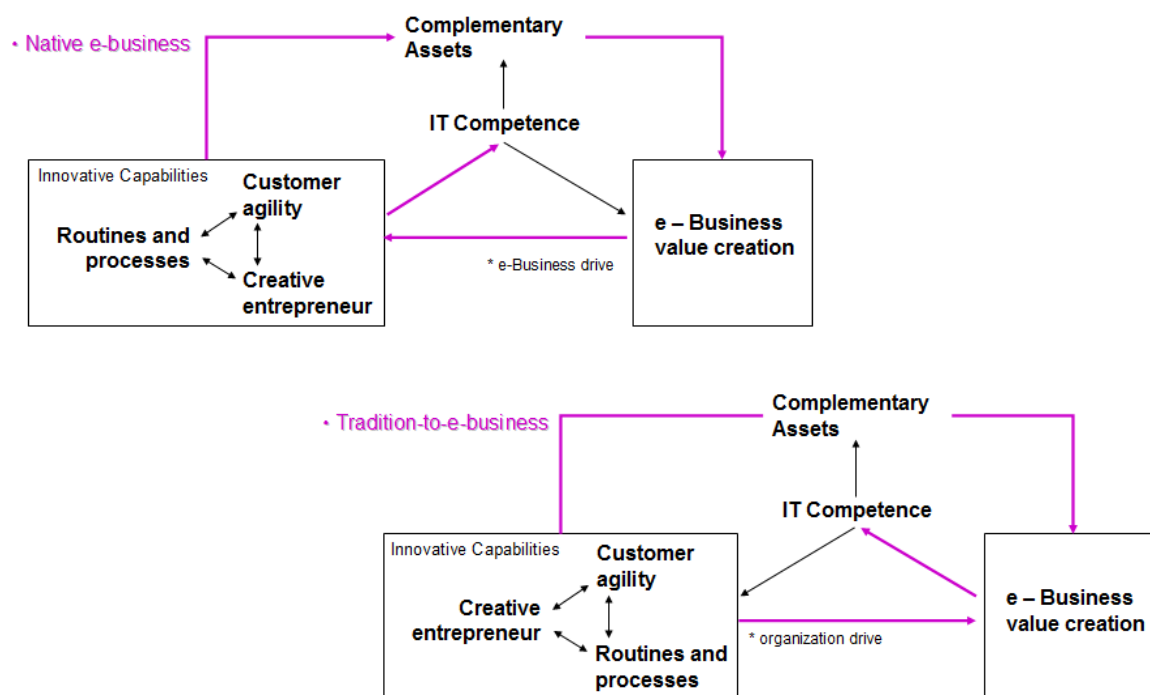 Complementary
Assets
• Native e-business
IT Competence
Innovative Capabilities
Customer
agility
Routines and
processes
Creative
entrepreneur
e – Business
value creation
* e-Business drive
Complementary
Assets
• Tradition-to-e-business
IT Competence
Innovative Capabilities
Customer
agility
Creative
entrepreneur
Routines and
processes
e – Business
value creation
* organization drive